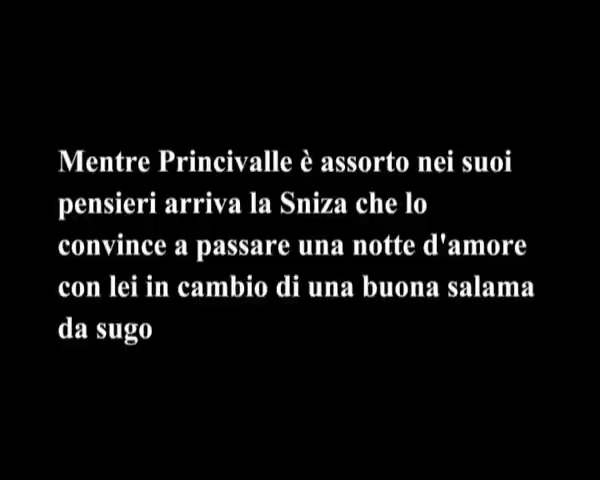 Mentre Princivalle è assorto nei suoi
pensieri arriva la Sniza che lo
convince a passare una notte d'amore
con lei in cambio di una buona salama
da sugo